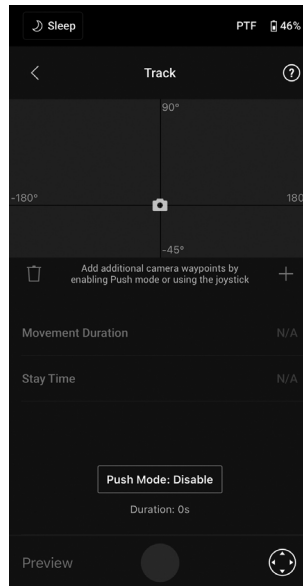 Sleep
PTF 46%
Track
?
90°
-180° 180
-45°
Add additional camera waypoints by
enabling Push mode or using the joystick
Movement Duration N/A
Stay Time N/A
Push Mode: Disable
Duration: 0s
Preview